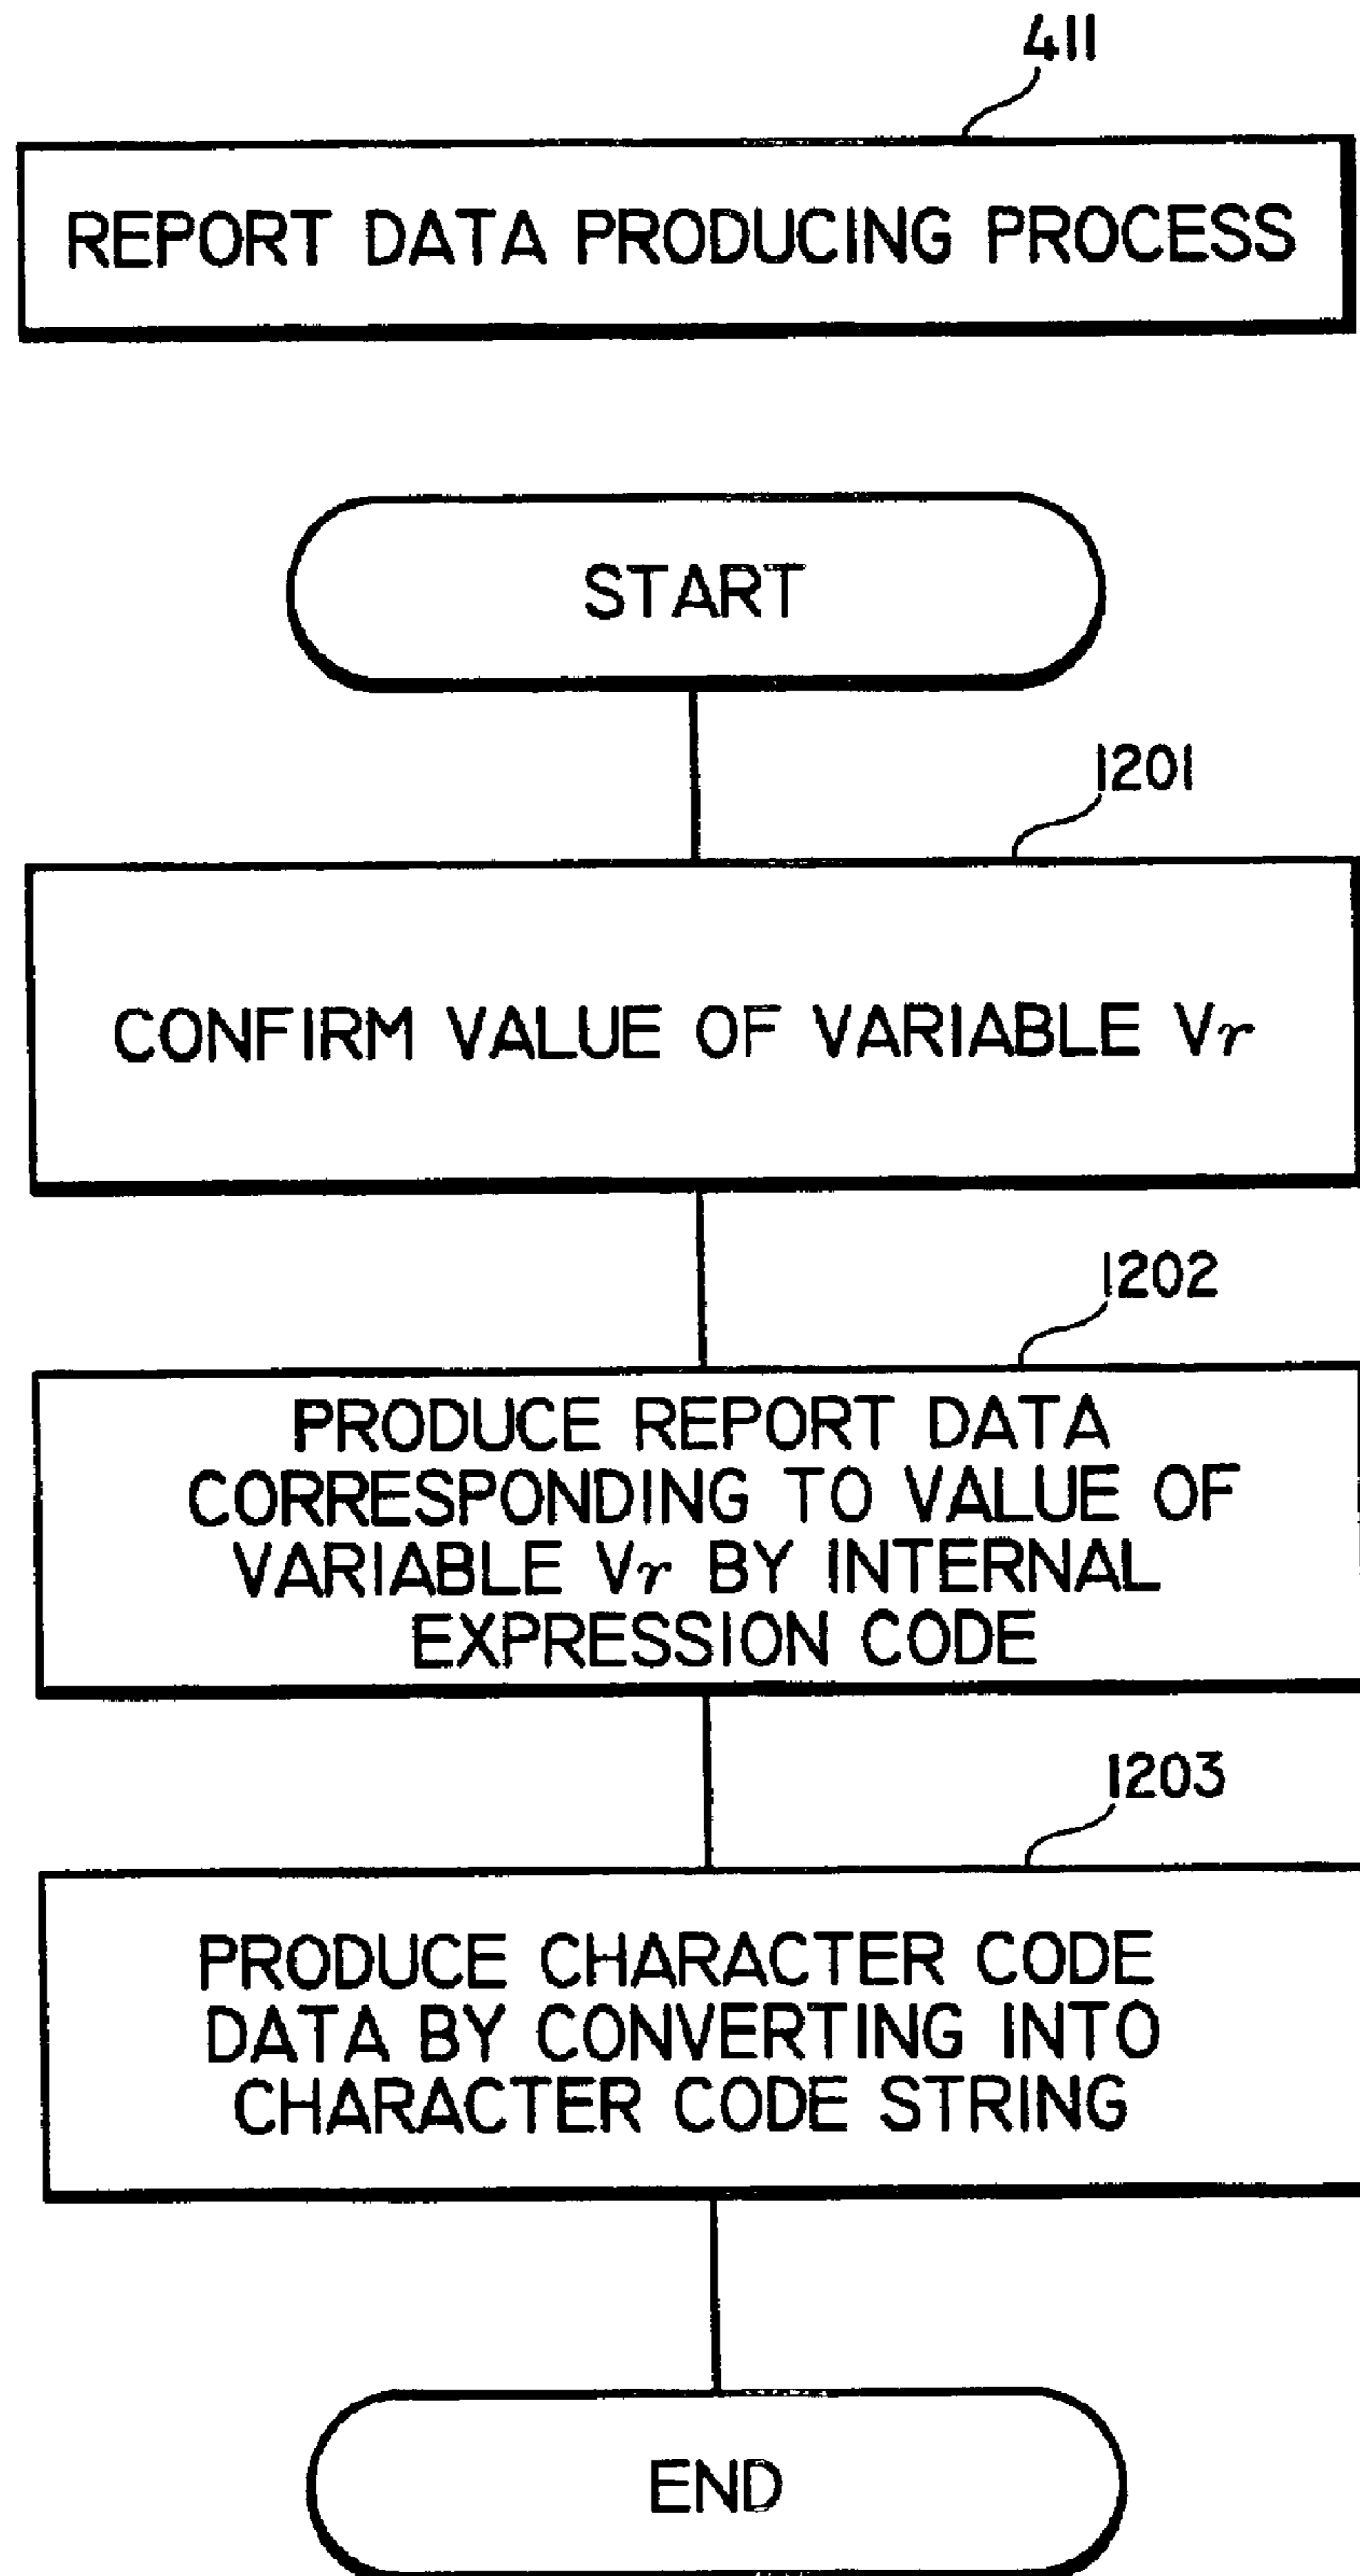 411
REPORT DATA PRODUCING PROCESS
START
1201
CONFIRM VALUE OF VARIABLE Vr
1202
PRODUCE REPORT DATA
CORRESPONDING TO VALUE OF
VARIABLE Vr BY INTERNAL
EXPRESSION CODE
1203
PRODUCE CHARACTER CODE
DATA BY CONVERTING INTO
CHARACTER CODE STRING
END